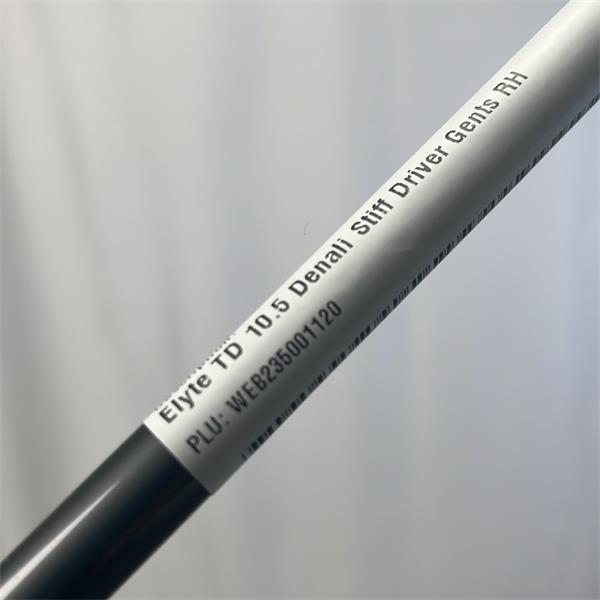 Elyte TD 10.5 Denali Stiff Driver Gents RH
PLU: WEB235001120